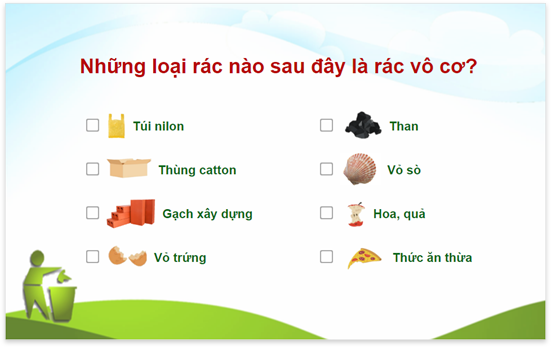 Những loại rác nào sau đây là rác vô cơ?
Túi nilon
Than
Thùng catton
Vỏ sò
Gạch xây dựng
Hoa, quả
Vỏ trứng
Thức ăn thừa